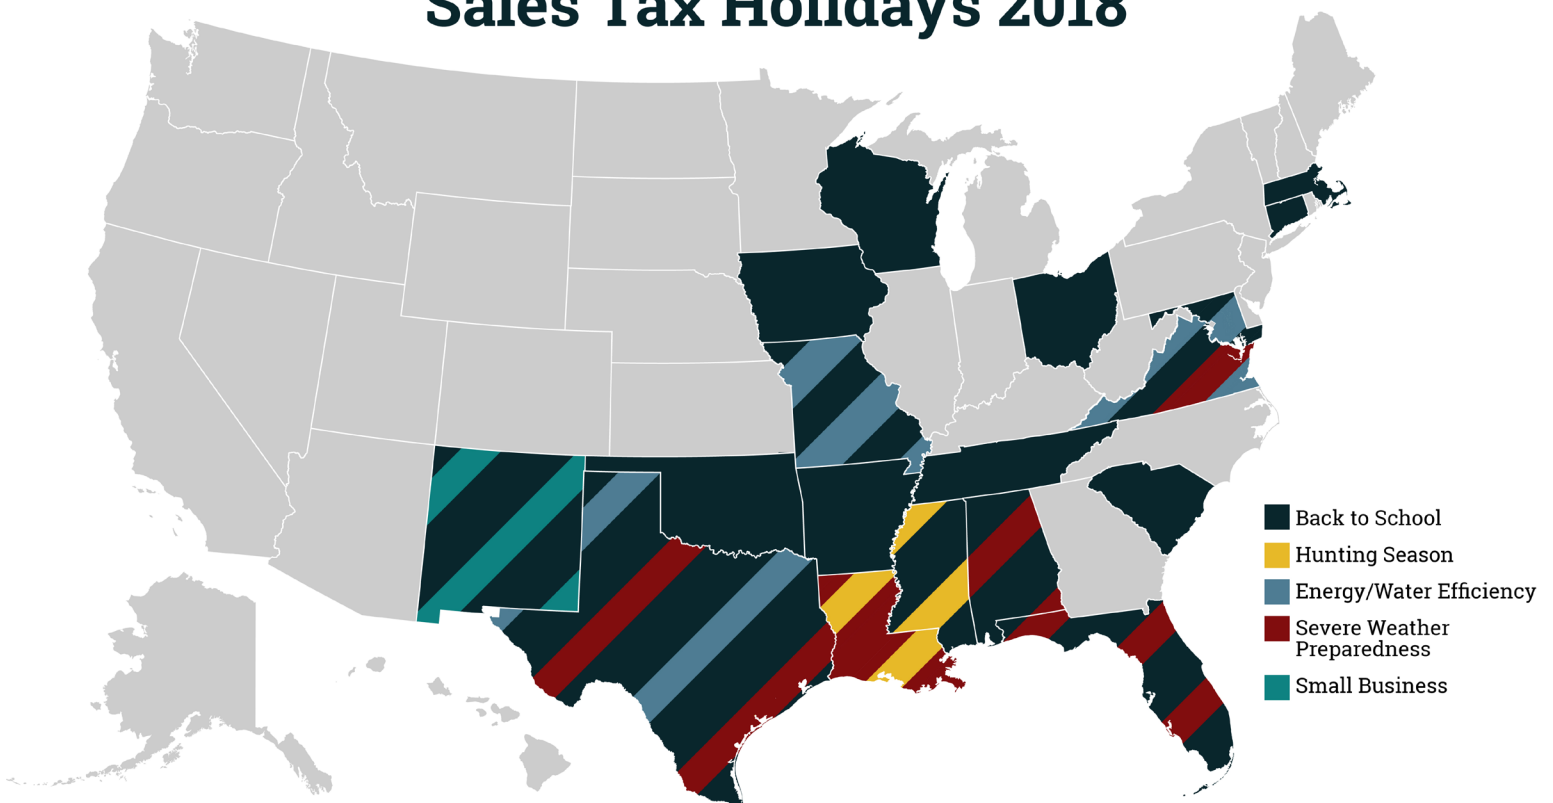 Sales Tax Holidays 2018
Back to School
Hunting Season
Energy/Water Efficiency
Severe Weather
Preparedness
Small Business